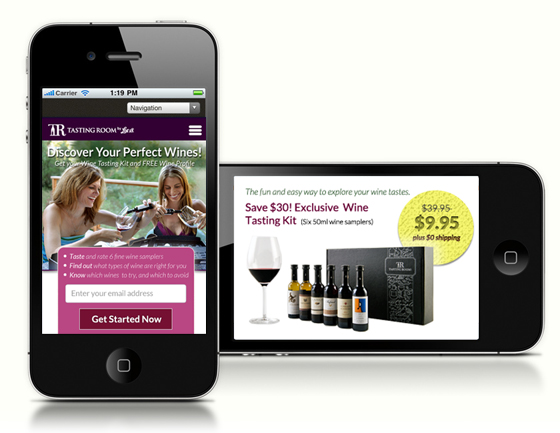 Carrier
1:19 PM
Navigation
TR TASTING ROOM by Lot18
Discover Your Perfect Wines!
Get your Wine Tasting Kit and FREE Wine Profile
• Taste and rate 6 fine wine samplers
• Find out what types of wine are right for you
• Know which wines to try, and which to avoid
Enter your email address
Get Started Now
The fun and easy way to explore your wine tastes.
Save $30! Exclusive Wine
Tasting Kit (Six 50ml wine samplers)
$39.95
$9.95
plus $0 shipping
TR
TASTING ROOM